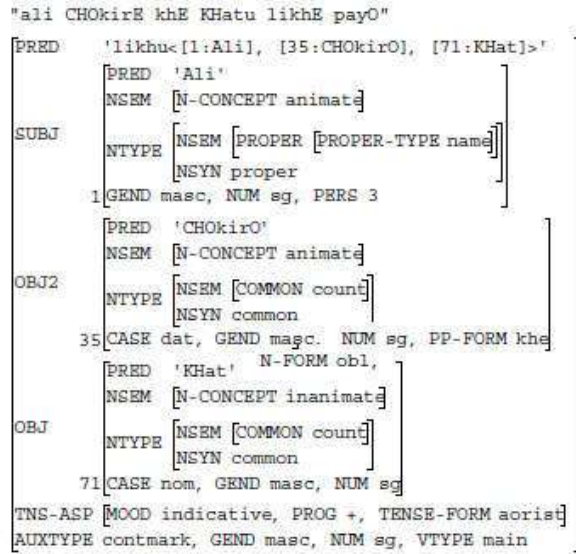 "ali CHOkirE khE KHatu likhE payO"
PRED 'likhu<[1:Ali], [35:CHOkirO], [71:KHat]>'
PRED 'Ali'
NSEM [N-CONCEPT animate]
SUBJ
NTYPE NSEM [PROPER [PROPER-TYPE name]]
NSYN proper
1 GEND masc, NUM sg, PERS 3
PRED 'CHOkirO'
NSEM [N-CONCEPT animate]
OBJ2
NTYPE NSEM [COMMON count]
NSYN common
35 CASE dat, GEND masc. NUM sg, PP-FORM khe
N-FORM obl,
PRED 'KHat'
NSEM [N-CONCEPT inanimate]
OBJ
NTYPE NSEM [COMMON count]
NSYN common
71 CASE nom, GEND masc, NUM sg
TNS-ASP [MOOD indicative, PROG +, TENSE-FORM aorist]
AUXTYPE contmark, GEND masc, NUM sg, VTYPE main